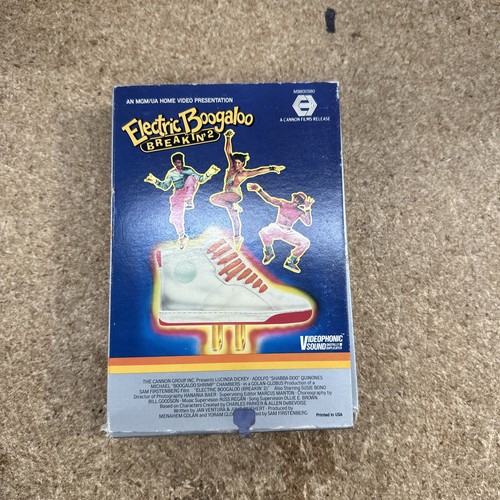 MB800580
AN MGM/UA HOME VIDEO PRESENTATION
A CANNON FILMS RELEASE
Electric Boogaloo
BREAKIN' 2
VIDEOPHONIC
SOUND
THE CANNON GROUP INC. Presents LUCINDA DICKEY · ADOLFO "SHABBA-DOO" QUINONES
MICHAEL "BOOGALOO SHRIMP" CHAMBERS · in a GOLAN-GLOBUS Production of a
SAM FIRSTENBERG Film "ELECTRIC BOOGALOO (BREAKIN' 2)" Also Starring SUSIE BONO
Director of Photography HANANIA BAER · Supervising Editor MARCUS MANTON · Choreography by
BILL GOODSON · Music Supervision RUSS REGAN · Song Supervision OLLIE E. BROWN
Based on Characters Created by CHARLES PARKER & ALLEN DeBEVOISE
Written by JAN VENTURA & Produced by
MENAHEM GOLAN and YORAM by SAM FIRSTENBERG
Printed in USA